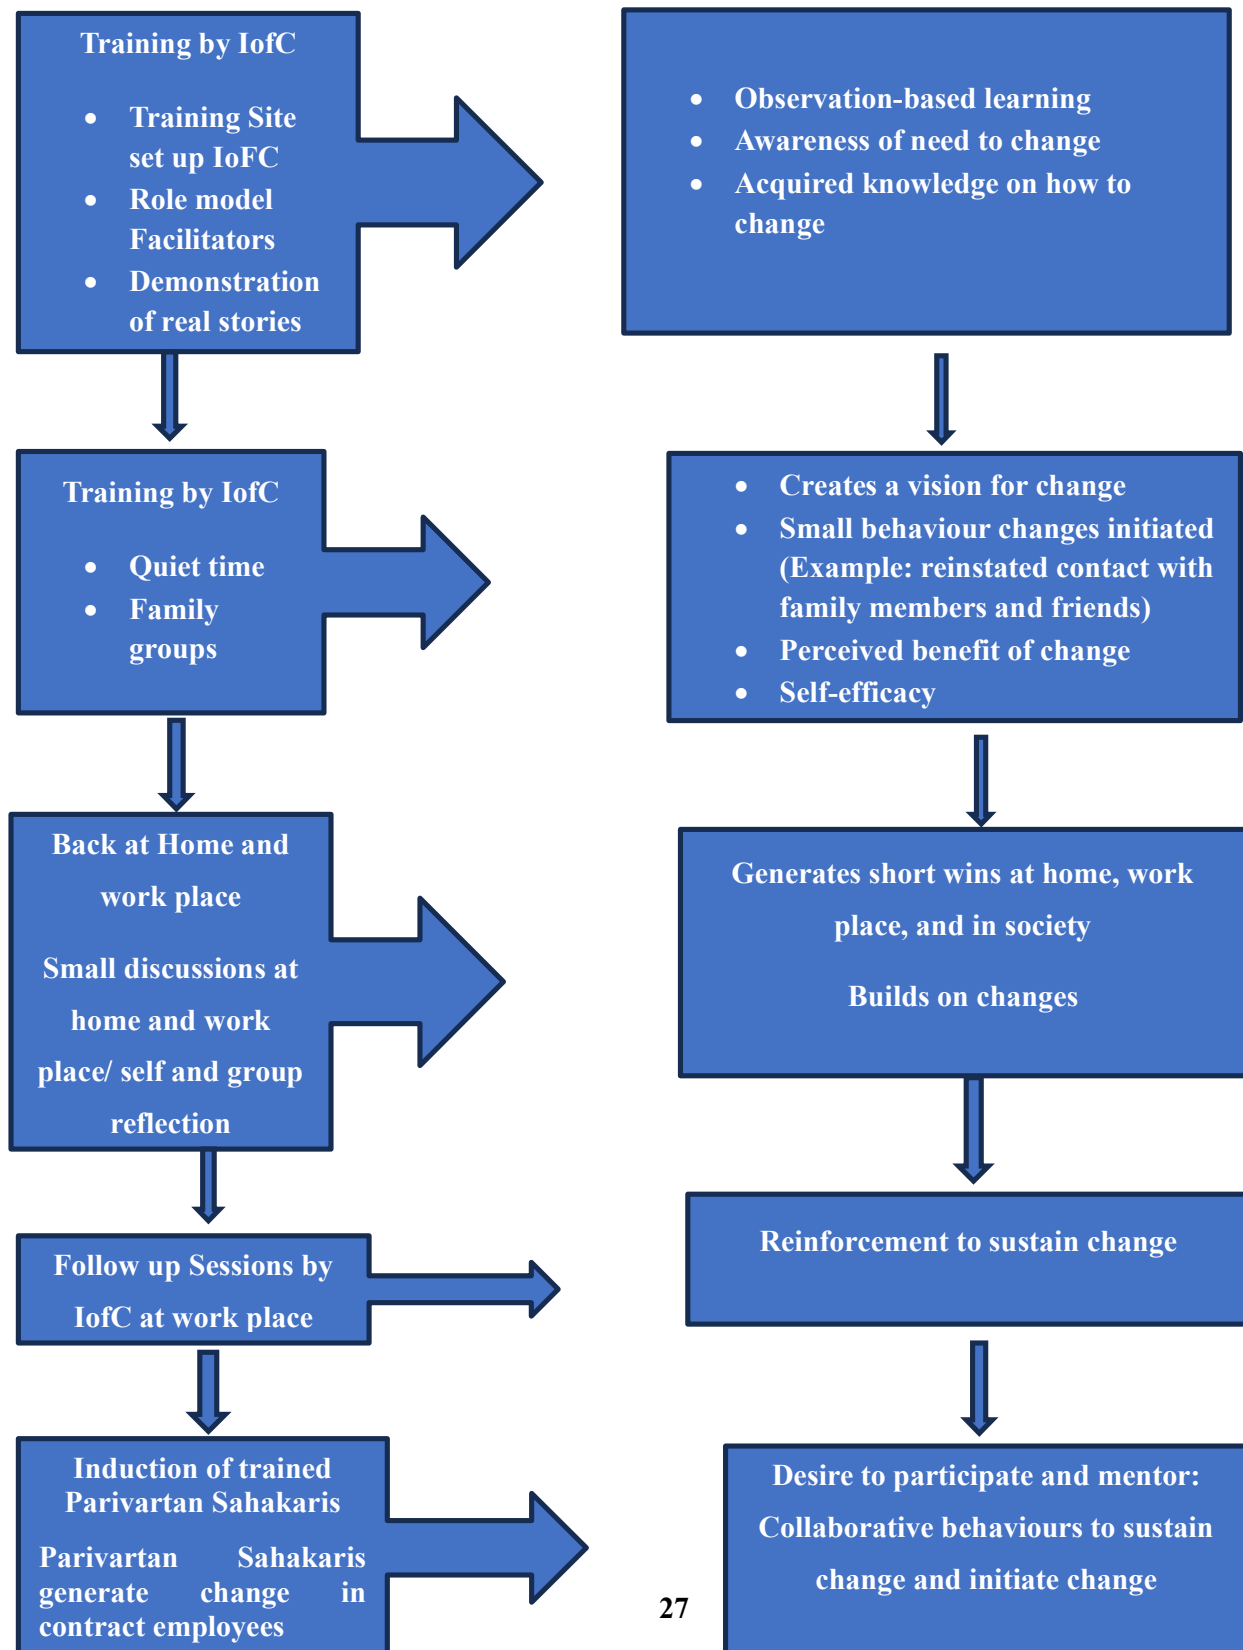 Training by IofC
• Training Site
set up IoFC
• Role model
Facilitators
• Demonstration
of real stories
• Observation-based learning
• Awareness of need to change
• Acquired knowledge on how to
change
Training by IofC
• Quiet time
• Family
groups
• Creates a vision for change
• Small behaviour changes initiated
(Example: reinstated contact with
family members and friends)
• Perceived benefit of change
• Self-efficacy
Back at Home and
work place
Small discussions at
home and work
place/ self and group
reflection
Generates short wins at home, work
place, and in society
Builds on changes
Follow up Sessions by
IofC at work place
Reinforcement to sustain change
Induction of trained
Parivartan Sahakaris
Parivartan Sahakaris
generate change in
contract employees
Desire to participate and mentor:
Collaborative behaviours to sustain
change and initiate change
27